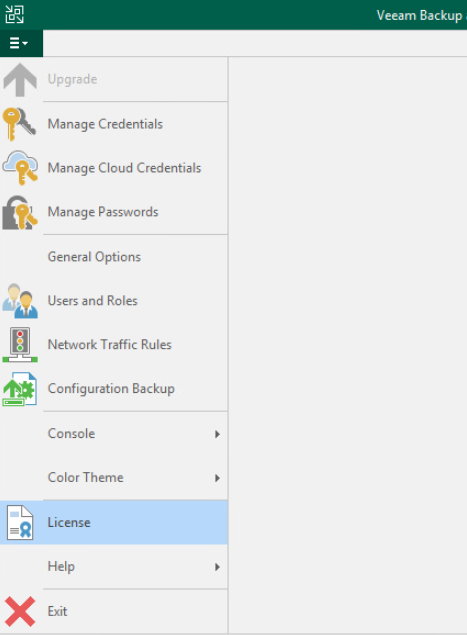 Veeam Backup
Upgrade
Manage Credentials
Manage Cloud Credentials
Manage Passwords
General Options
Users and Roles
Network Traffic Rules
Configuration Backup
Console
Color Theme
License
Help
Exit